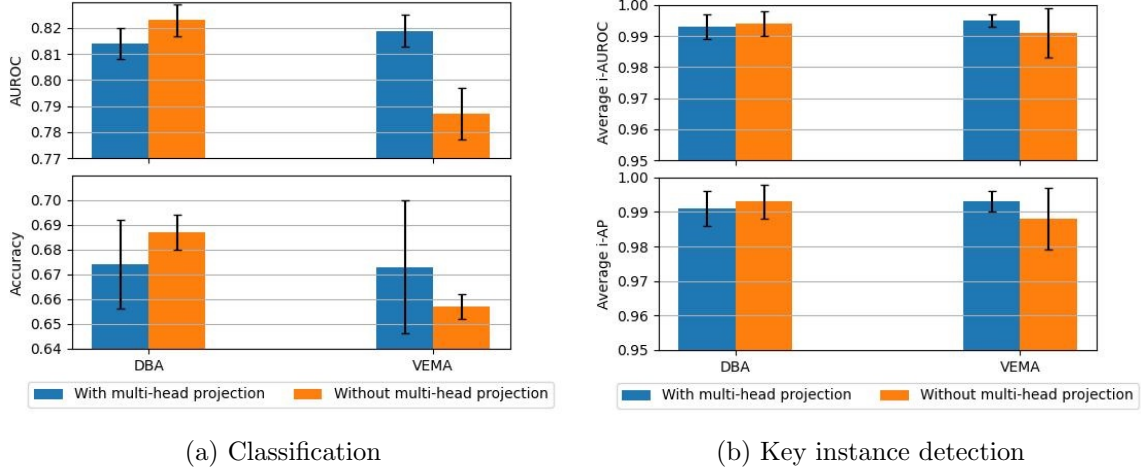 0.82
0.81
0.80
0.79
0.78
0.77
AUROC
0.70
0.69
0.68
0.67
0.66
0.65
0.64
Accuracy
DBA VEMA
With multi-head projection Without multi-head projection
(a) Classification
1.00
0.99
0.98
0.97
0.96
0.95
Average i-AUROC
1.00
0.99
0.98
0.97
0.96
0.95
Average i-AP
DBA VEMA
With multi-head projection Without multi-head projection
(b) Key instance detection